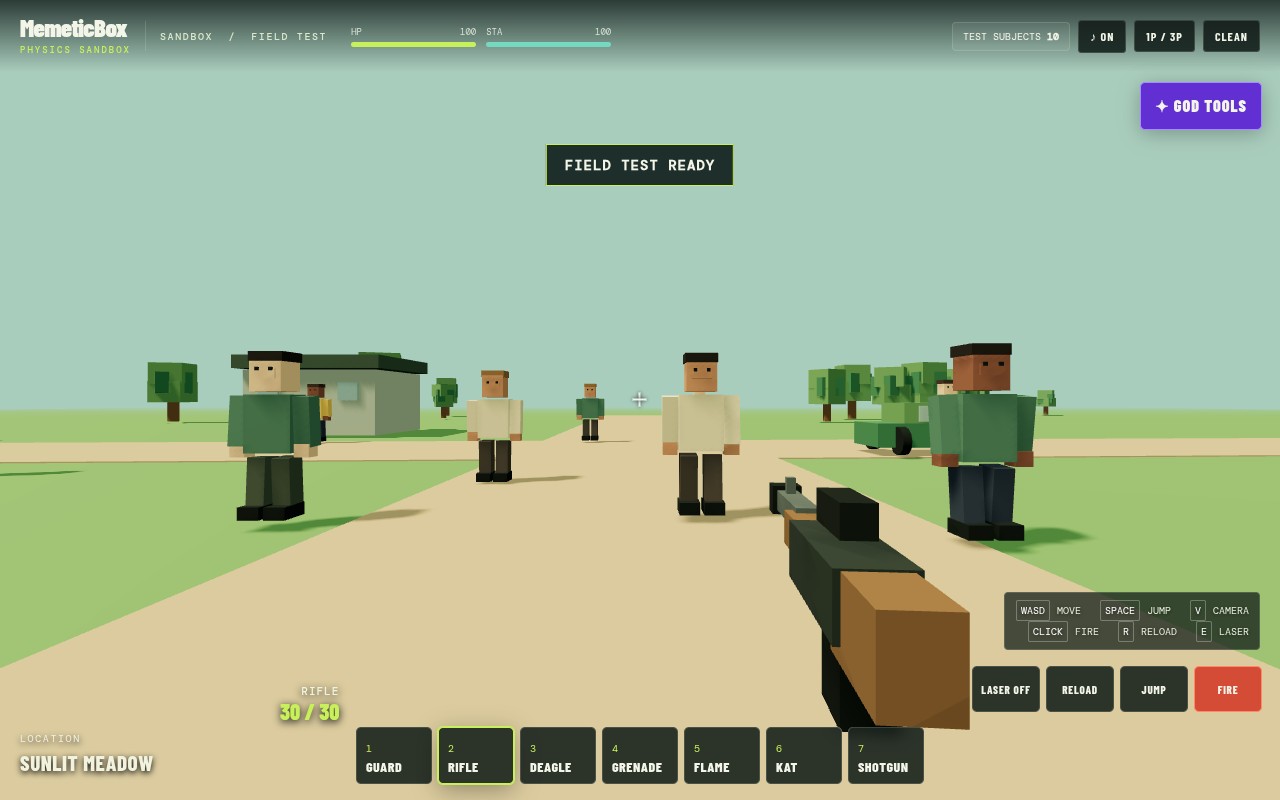 MemeticBox
PHYSICS SANDBOX
SANDBOX / FIELD TEST
HP 100 STA 100
TEST SUBJECTS 10
♪ ON
1P / 3P
CLEAN
✦ GOD TOOLS
FIELD TEST READY
WASD MOVE SPACE JUMP V CAMERA
CLICK FIRE R RELOAD E LASER
LASER OFF
RELOAD
JUMP
FIRE
RIFLE
30 / 30
LOCATION
SUNLIT MEADOW
1 GUARD
2 RIFLE
3 DEAGLE
4 GRENADE
5 FLAME
6 KAT
7 SHOTGUN